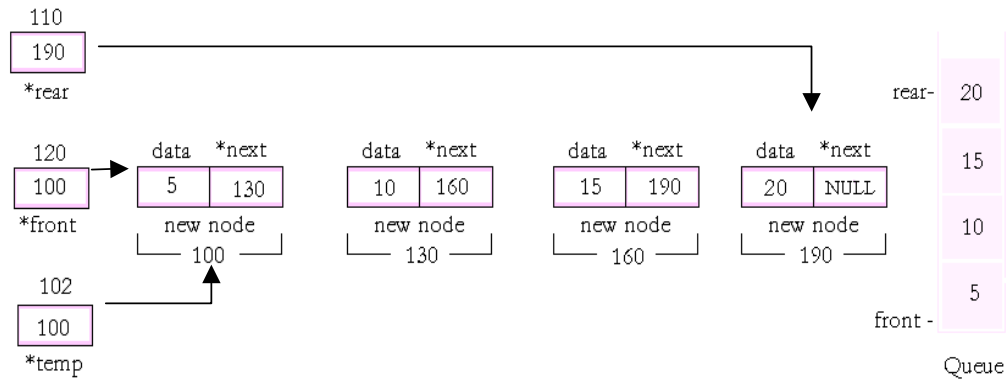 110
190
*rear
rear-
20
120
100
*front
data *next
5 130
new node
100
data *next
10 160
new node
130
data *next
15 190
new node
160
data *next
20 NULL
new node
190
15
10
5
front -
Queue
102
100
*temp